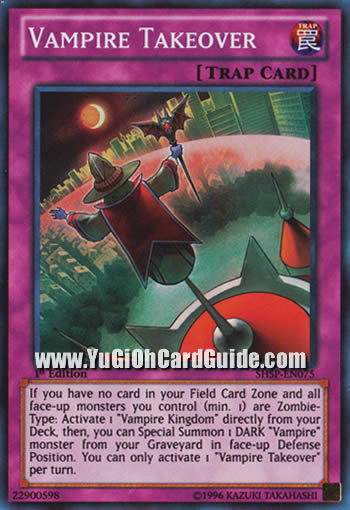 VAMPIRE TAKEOVER
TRAP
罠
[TRAP CARD]
www.YuGiOhCardGuide.com
1st Edition
SHSP-EN075
If you have no card in your Field Card Zone and
all face-up monsters you control (min. 1) are Zombie-
Type: Activate 1 "Vampire Kingdom" directly from your
Deck, then, you can Special Summon 1 DARK "Vampire"
monster from your Graveyard in face-up Defense
Position. You can only activate 1 "Vampire Takeover"
per turn.
22900598
©1996 KAZUKI TAKAHASHI